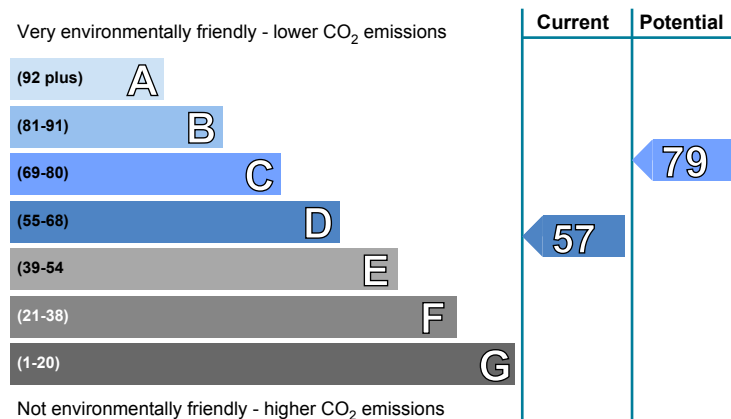 Very environmentally friendly - lower CO₂ emissions
Current
Potential
(92 plus) A
(81-91) B
(69-80) C
79
(55-68) D
57
(39-54 E
(21-38) F
(1-20) G
Not environmentally friendly - higher CO₂ emissions